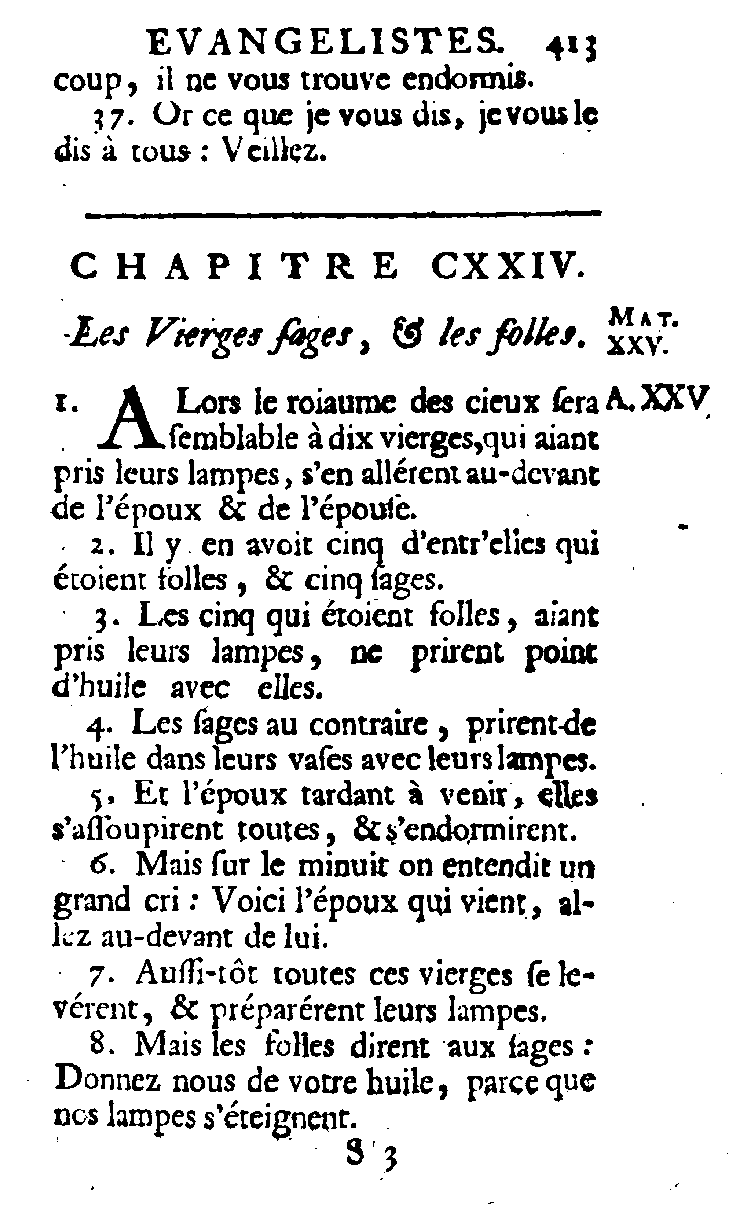 EVANGELISTES. 413
coup, il ne vous trouve endormis.
37. Or ce que je vous dis, je vous le
dis à tous : Veillez.
CHAPITRE CXXIV.
Les Vierges ſages, & les folles.
MAT.
XXV.
1. ALors le roiaume des cieux ſera
A. XXV
ſemblable à dix vierges, qui aiant
pris leurs lampes, s'en allérent au-devant
de l'époux & de l'épouſe.
2. Il y en avoit cinq d'entr'elles qui
étoient folles, & cinq ſages.
3. Les cinq qui étoient folles, aiant
pris leurs lampes, ne prirent point
d'huile avec elles.
4. Les ſages au contraire, prirent-de
l'huile dans leurs vaſes avec leurs lampes.
5. Et l'époux tardant à venir, elles
s'aſſoupirent toutes, & s'endormirent.
6. Mais ſur le minuit on entendit un
grand cri : Voici l'époux qui vient, al-
lez au-devant de lui.
7. Auſſi-tôt toutes ces vierges ſe le-
vérent, & préparérent leurs lampes.
8. Mais les folles dirent aux ſages :
Donnez nous de votre huile, parce que
nos lampes s'éteignent.
S 3